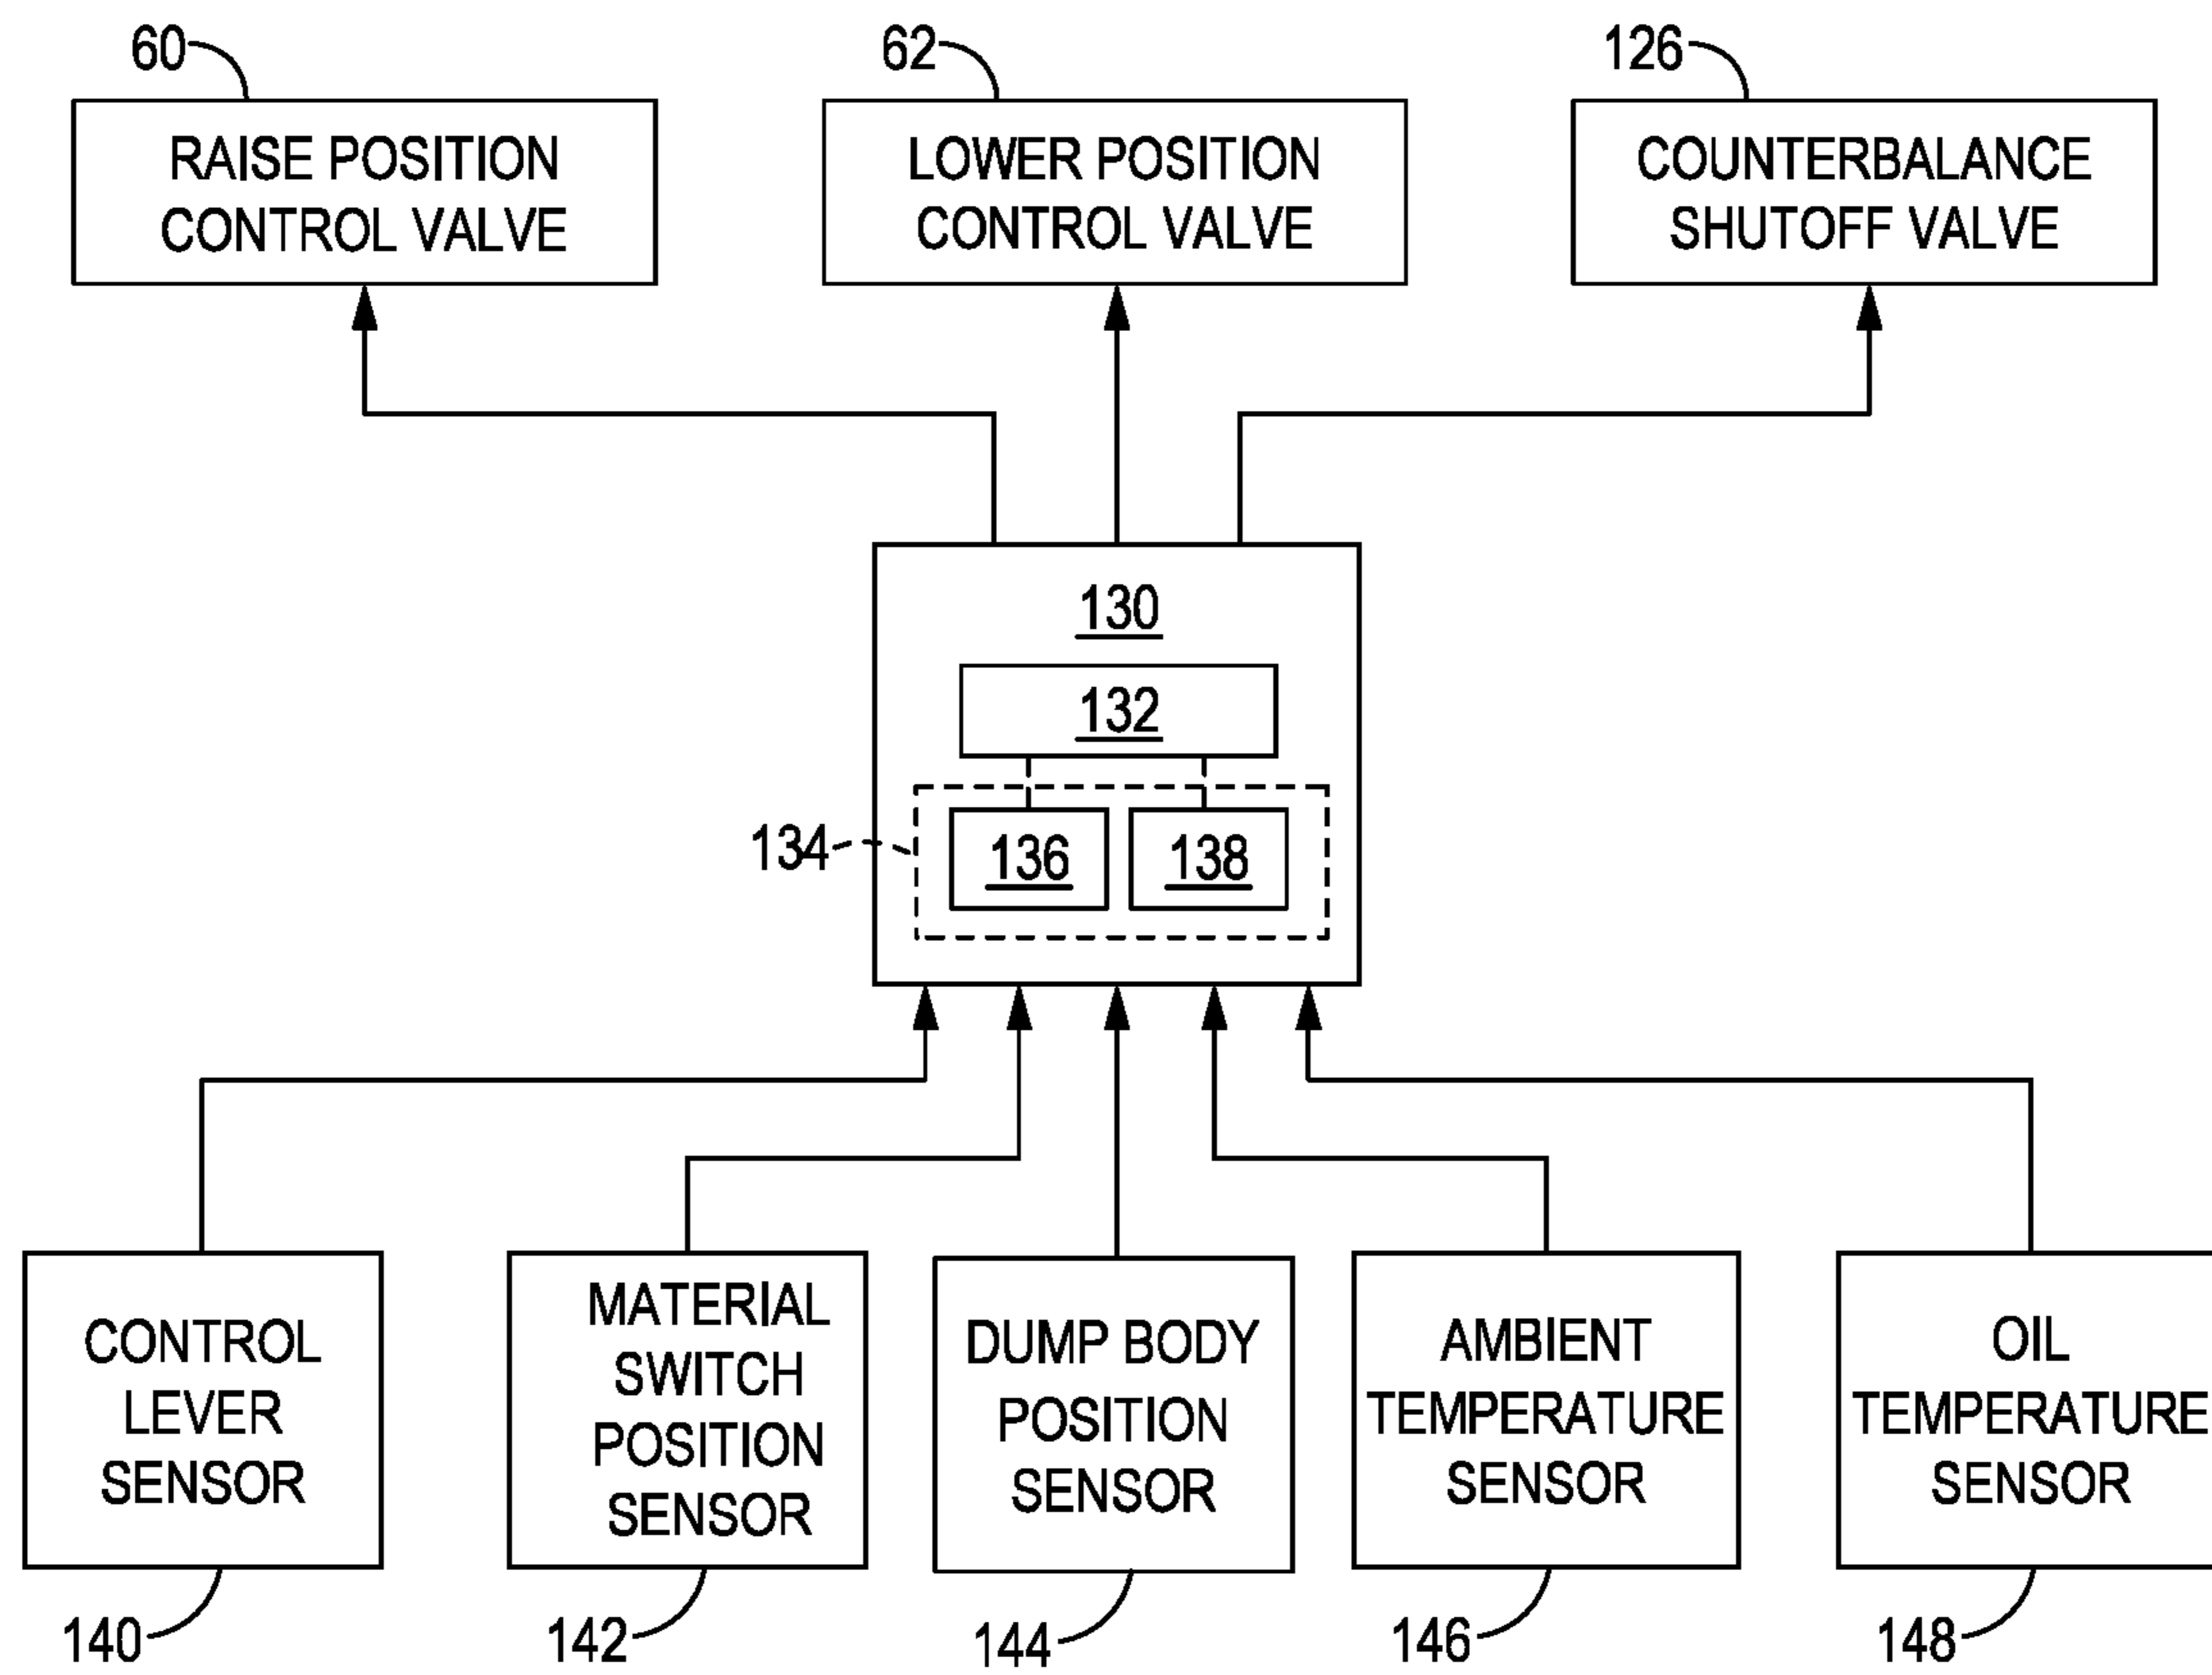 60
62
126
RAISE POSITION
CONTROL VALVE
LOWER POSITION
CONTROL VALVE
COUNTERBALANCE
SHUTOFF VALVE
130
132
134
136
138
CONTROL
LEVER
SENSOR
MATERIAL
SWITCH
POSITION
SENSOR
DUMP BODY
POSITION
SENSOR
AMBIENT
TEMPERATURE
SENSOR
OIL
TEMPERATURE
SENSOR
140
142
144
146
148